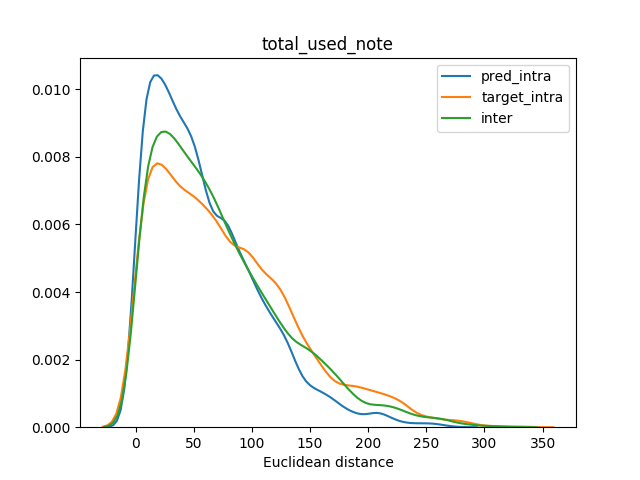 total_used_note
pred_intra
target_intra
inter
0.010
0.008
0.006
0.004
0.002
0.000
0 50 100 150 200 250 300 350
Euclidean distance